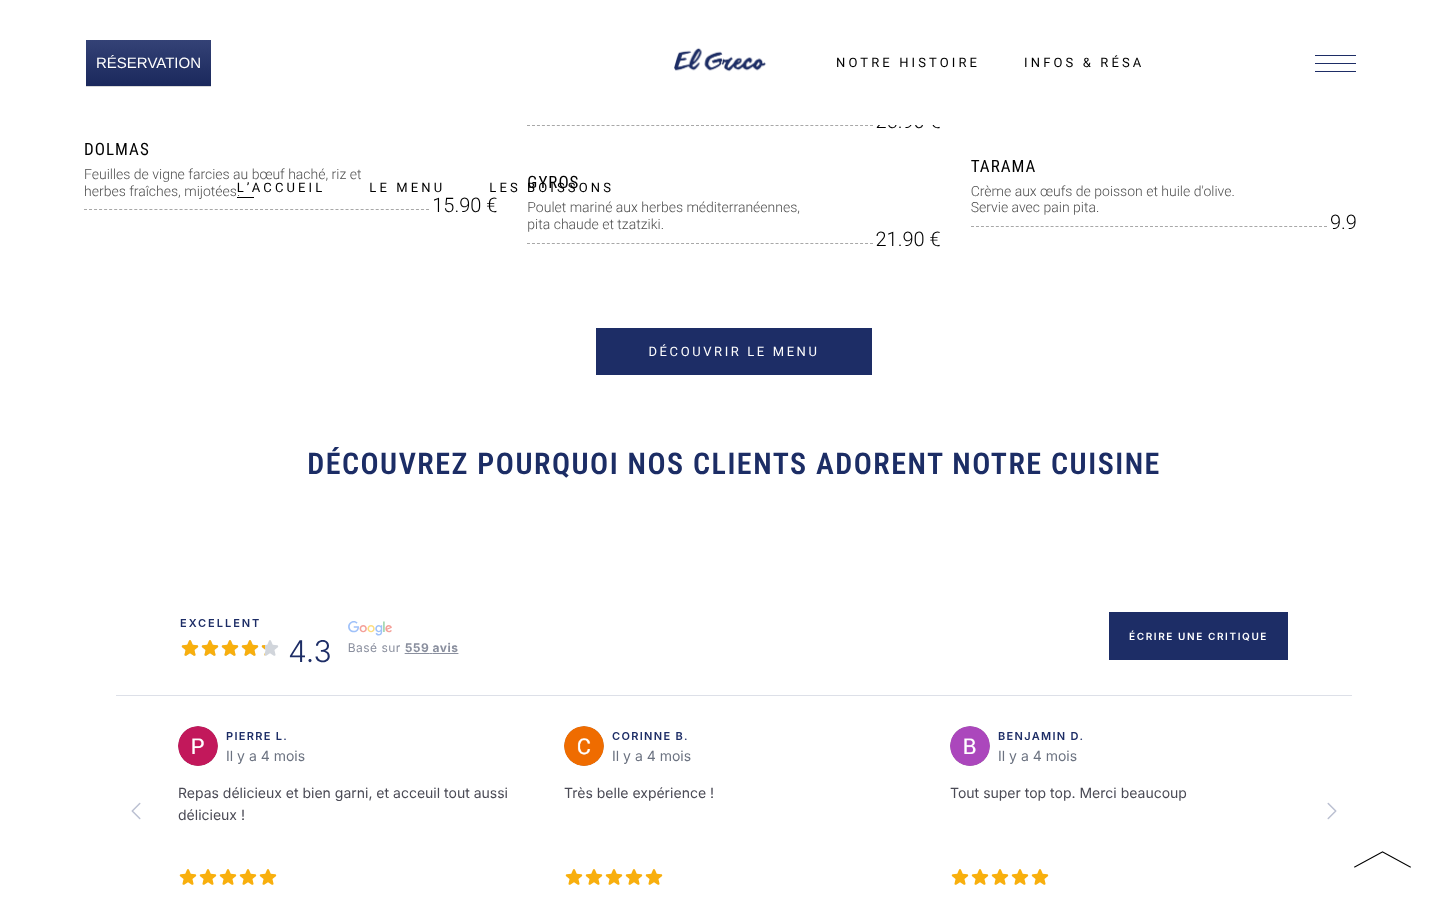 RÉSERVATION
El Greco
NOTRE HISTOIRE
INFOS & RÉSA
DOLMAS
Feuilles de vigne farcies au bœuf haché, riz et
herbes fraîches, mijotées
15.90 €
L'ACCUEIL
LE MENU
LES BOISSONS
GYROS
Poulet mariné aux herbes méditerranéennes,
pita chaude et tzatziki.
21.90 €
TARAMA
Crème aux œufs de poisson et huile d'olive.
Servie avec pain pita.
9.9
DÉCOUVRIR LE MENU
DÉCOUVREZ POURQUOI NOS CLIENTS ADORENT NOTRE CUISINE
EXCELLENT
4.3
Google
Basé sur 559 avis
ÉCRIRE UNE CRITIQUE
P
PIERRE L.
Il y a 4 mois
Repas délicieux et bien garni, et acceuil tout aussi
délicieux !
C
CORINNE B.
Il y a 4 mois
Très belle expérience !
B
BENJAMIN D.
Il y a 4 mois
Tout super top top. Merci beaucoup